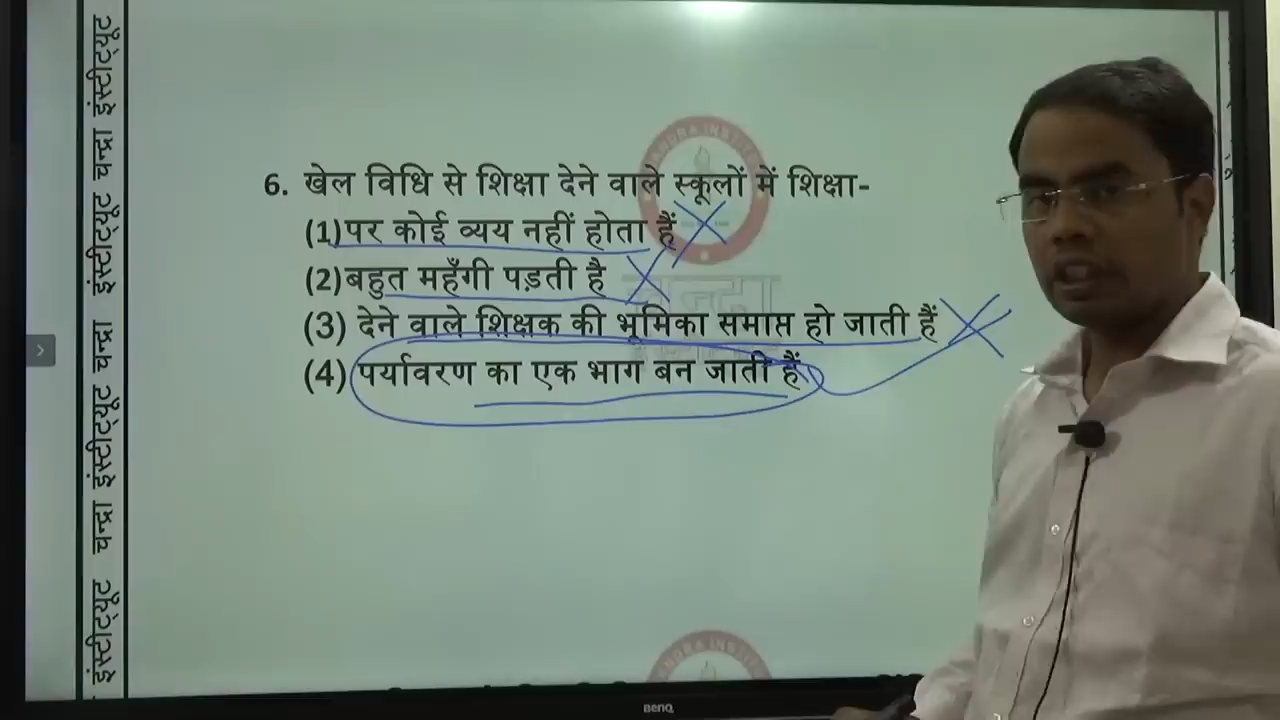 6. खेल विधि से शिक्षा देने वाले स्कूलों में शिक्षा-
(1)पर कोई व्यय नहीं होता हैं
(2)बहुत महँगी पड़ती है
(3) देने वाले शिक्षक की भूमिका समाप्त हो जाती हैं
(4) पर्यावरण का एक भाग बन जाती हैं
चन्द्रा इंस्टीट्यूट चन्द्रा इंस्टीट्यूट चन्द्रा इंस्टीट्यूट
इंस्टीट्यूट
चन्द्रा
BenQ